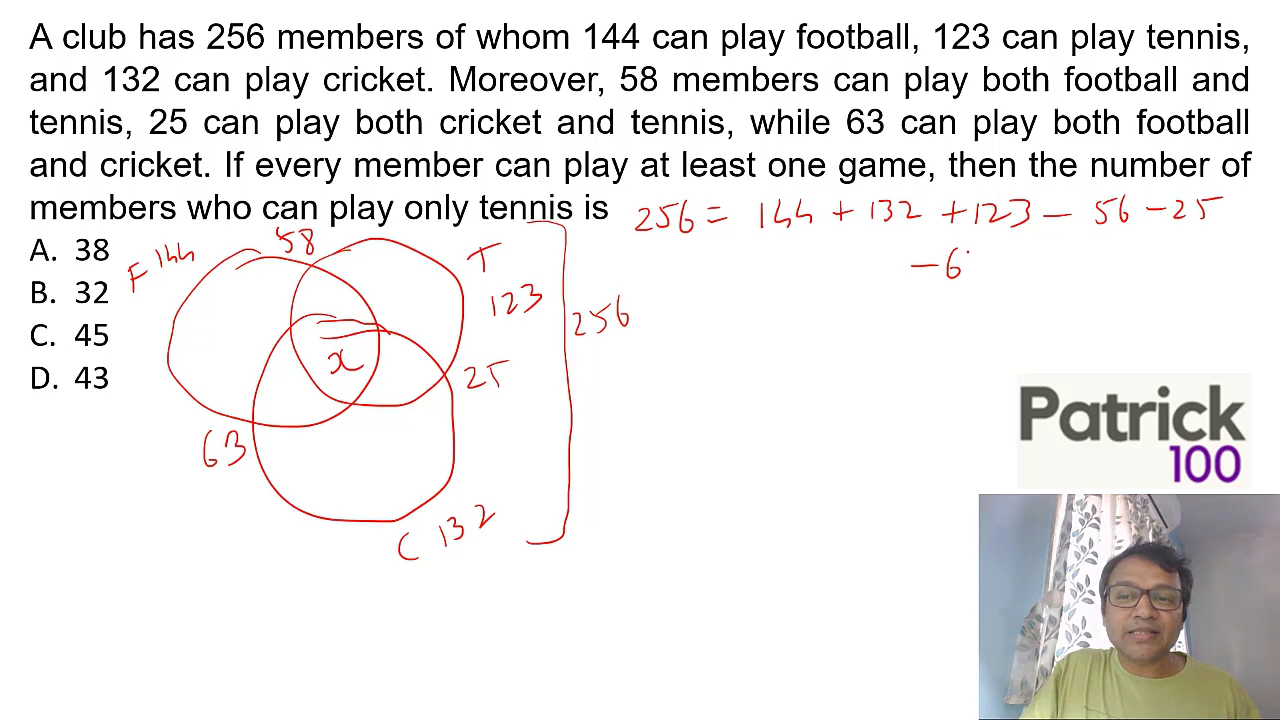 A club has 256 members of whom 144 can play football, 123 can play tennis,
and 132 can play cricket. Moreover, 58 members can play both football and
tennis, 25 can play both cricket and tennis, while 63 can play both football
and cricket. If every member can play at least one game, then the number of
members who can play only tennis is
256 = 144 + 132 + 123 - 56 - 25
- 6
A. 38
B. 32
C. 45
D. 43
F 144
58
T
123
256
x
25
63
C 132
Patrick
100